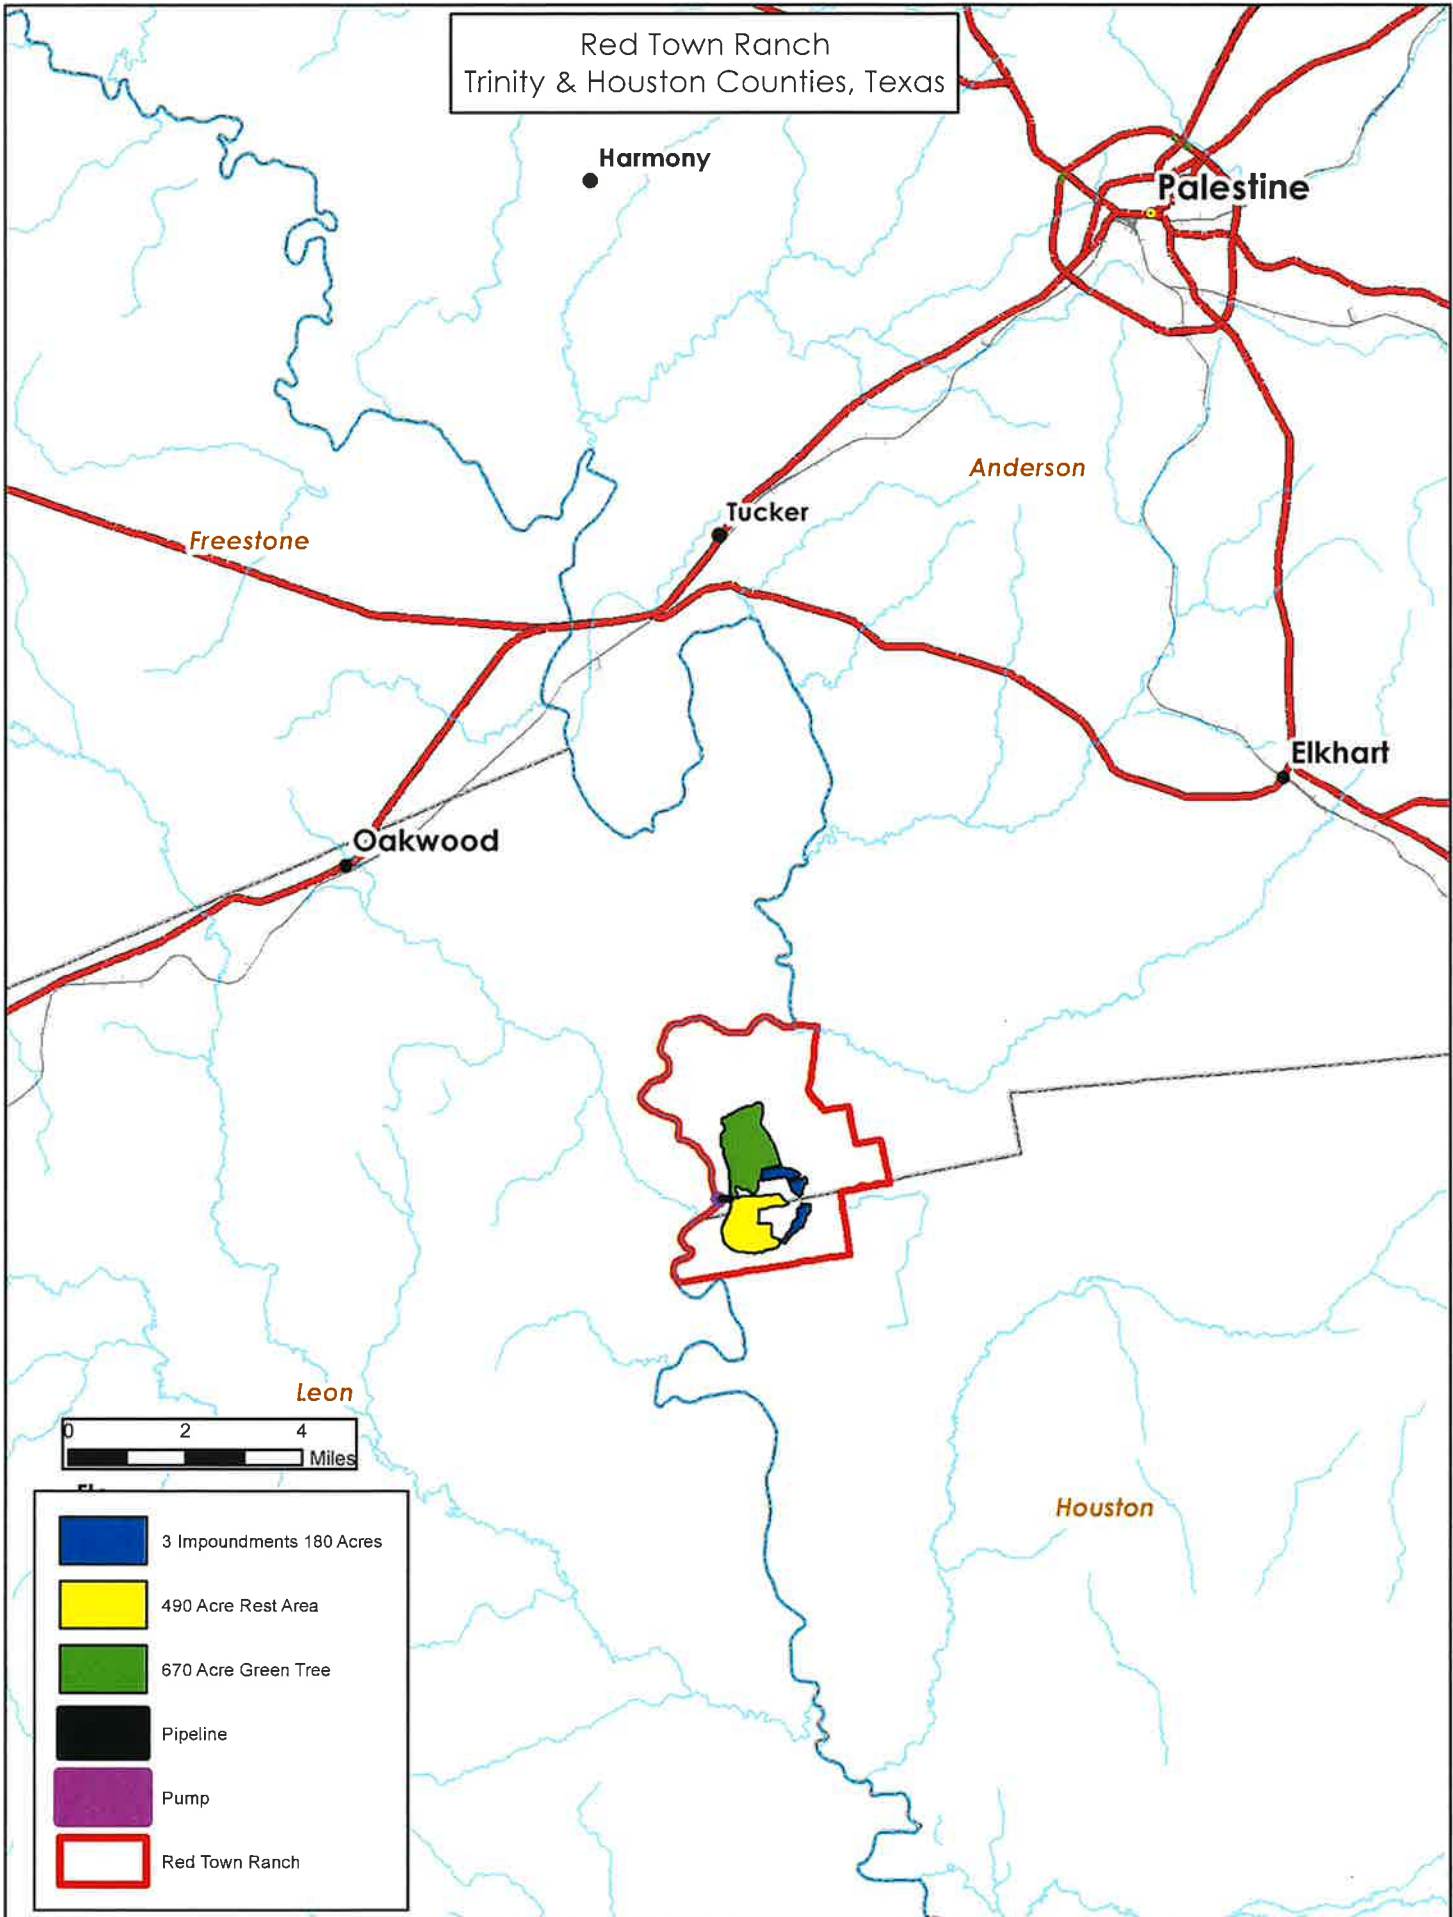 Red Town Ranch
Trinity & Houston Counties, Texas
Harmony
Palestine
Anderson
Tucker
Freestone
Elkhart
Oakwood
Leon
0 2 4
Miles
Houston
3 Impoundments 180 Acres
490 Acre Rest Area
670 Acre Green Tree
Pipeline
Pump
Red Town Ranch